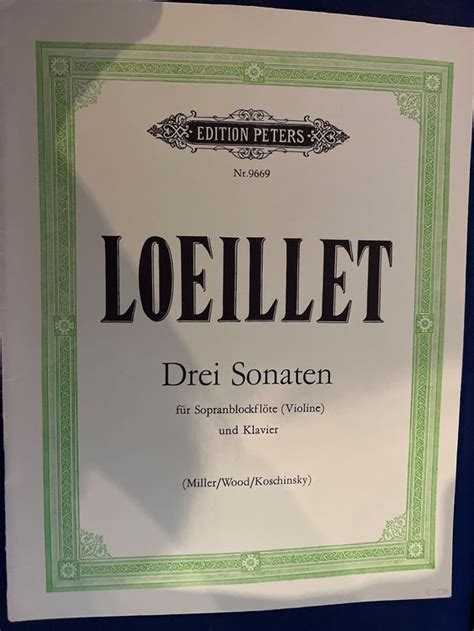 EDITION PETERS
Nr. 9669
LOEILLET
Drei Sonaten
für Sopranblockflöte (Violine)
und Klavier
(Miller/Wood/Koschinsky)